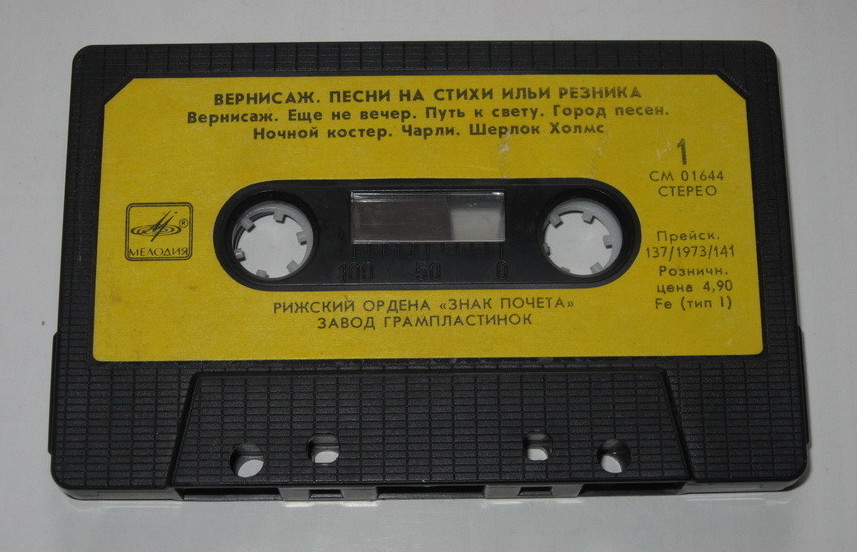 ВЕРНИСАЖ. ПЕСНИ НА СТИХИ ИЛЬИ РЕЗНИКА
Вернисаж. Еще не вечер. Путь к свету. Город песен.
Ночной костер. Чарли. Шерлок Холмс
1
СМ 01644
СТЕРЕО
®
МЕЛОДИЯ
Прейск.
137/1973/141
Розничн.
цена 4,90
Fe (тип I)
100 50 0
РИЖСКИЙ ОРДЕНА «ЗНАК ПОЧЕТА»
ЗАВОД ГРАМПЛАСТИНОК